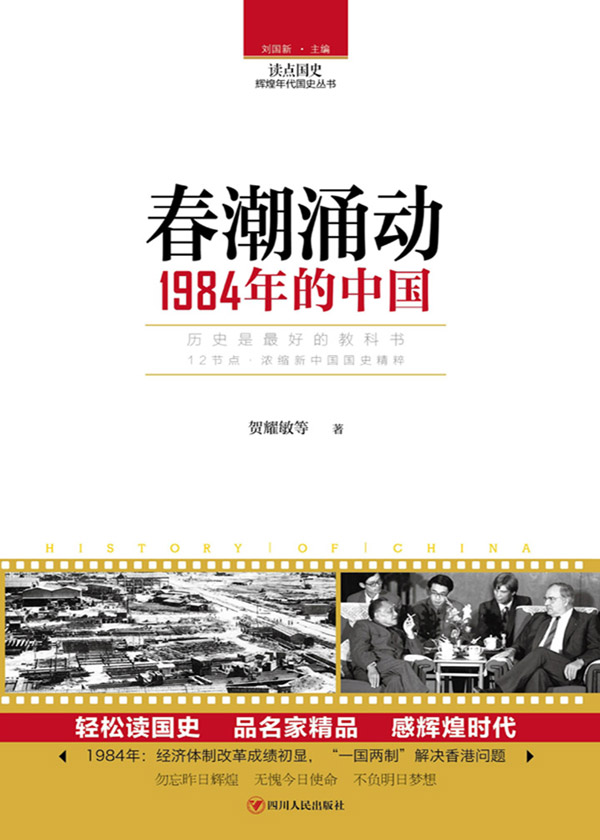 刘国新 · 主编
读点国史
辉煌年代国史丛书
春潮涌动
1984年的中国
历史是最好的教科书
12节点 · 浓缩新中国国史精粹
贺耀敏等 著
HISTORY | OF | CHINA
轻松读国史 品名家精品 感辉煌时代
1984年：经济体制改革成绩初显，“一国两制”解决香港问题
勿忘昨日辉煌 无愧今日使命 不负明日梦想
四川人民出版社